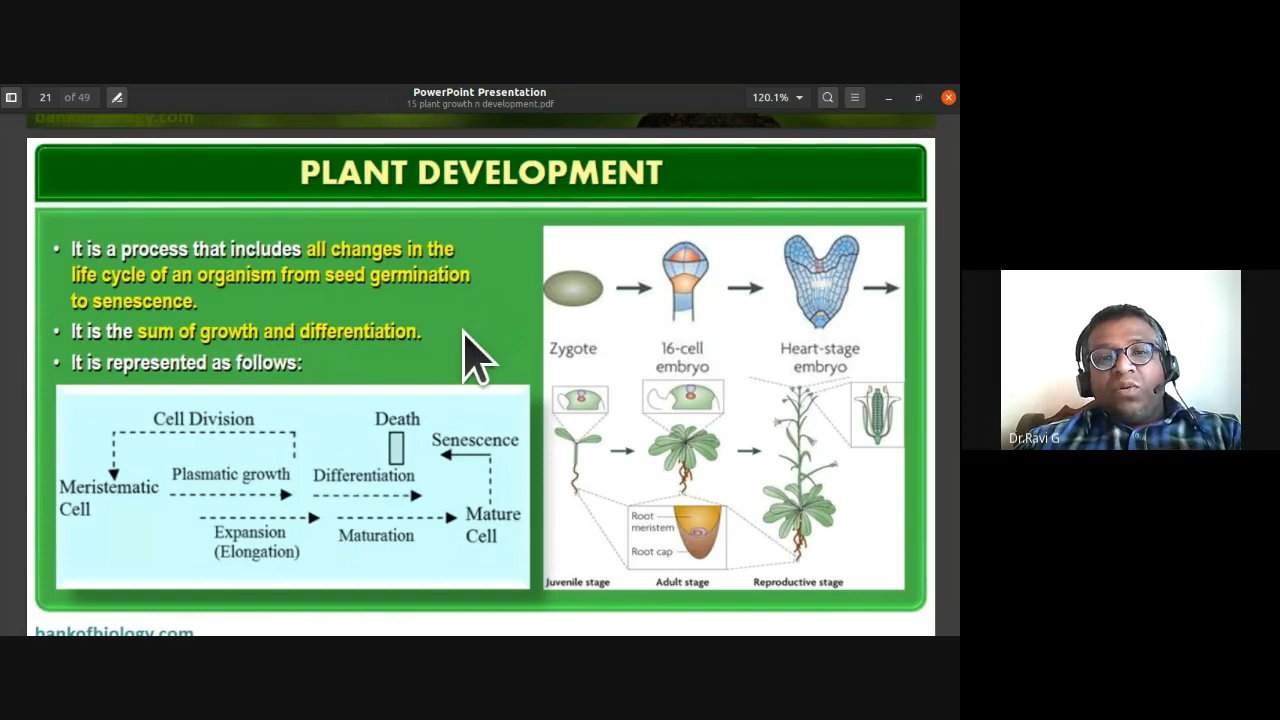 21 of 49
PowerPoint Presentation
15 plant growth n development.pdf
120.1%
bankofbiology.com
PLANT DEVELOPMENT
• It is a process that includes all changes in the
life cycle of an organism from seed germination
to senescence.
• It is the sum of growth and differentiation.
• It is represented as follows:
Cell Division
Death
Senescence
Plasmatic growth
Differentiation
Meristematic
Cell
Expansion
(Elongation)
Maturation
Mature
Cell
Zygote
16-cell
embryo
Heart-stage
embryo
Root
meristem
Root cap
Juvenile stage
Adult stage
Reproductive stage
bankofbiology.com
Dr.Ravi G